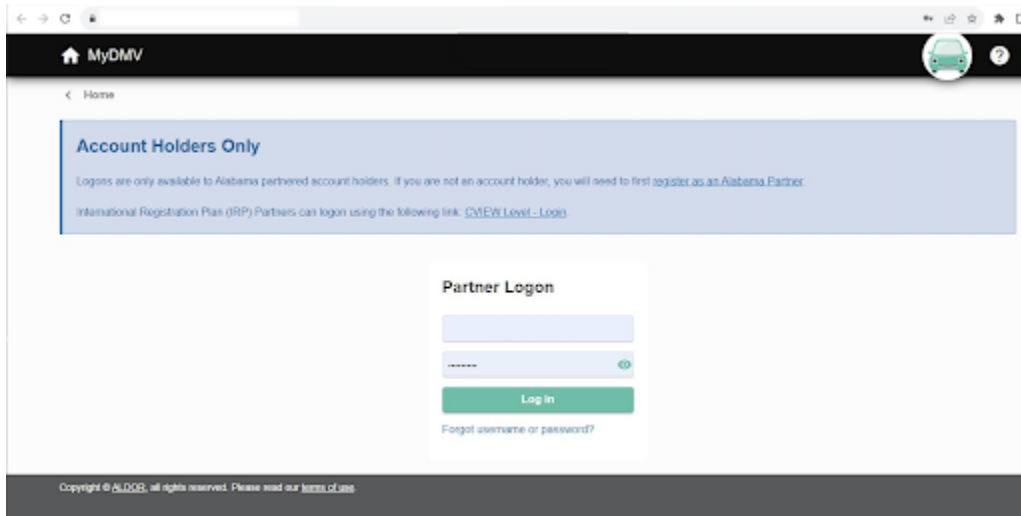 MyDMV
Home
Account Holders Only
Logons are only available to Alabama partnered account holders. If you are not an account holder, you will need to first register as an Alabama Partner.
International Registration Plan (IRP) Partners can logon using the following link: CVIEW Level - Login.
Partner Logon
Log in
Forgot username or password?
Copyright © ALDOR, all rights reserved. Please read our terms of use.